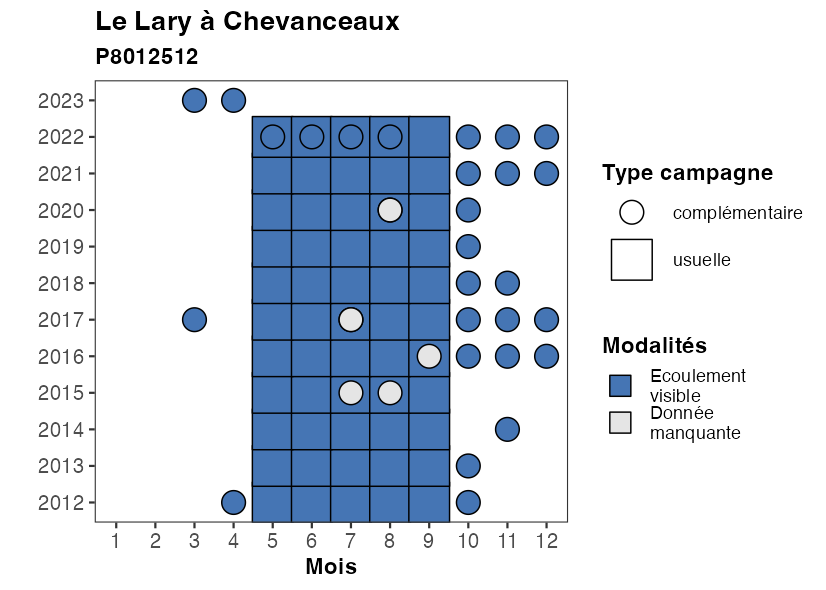 Le Lary à Chevanceaux
P8012512
2023
2022
2021
2020
2019
2018
2017
2016
2015
2014
2013
2012
1 2 3 4 5 6 7 8 9 10 11 12
Mois
Type campagne
complémentaire
usuelle
Modalités
Ecoulement
visible
Donnée
manquante